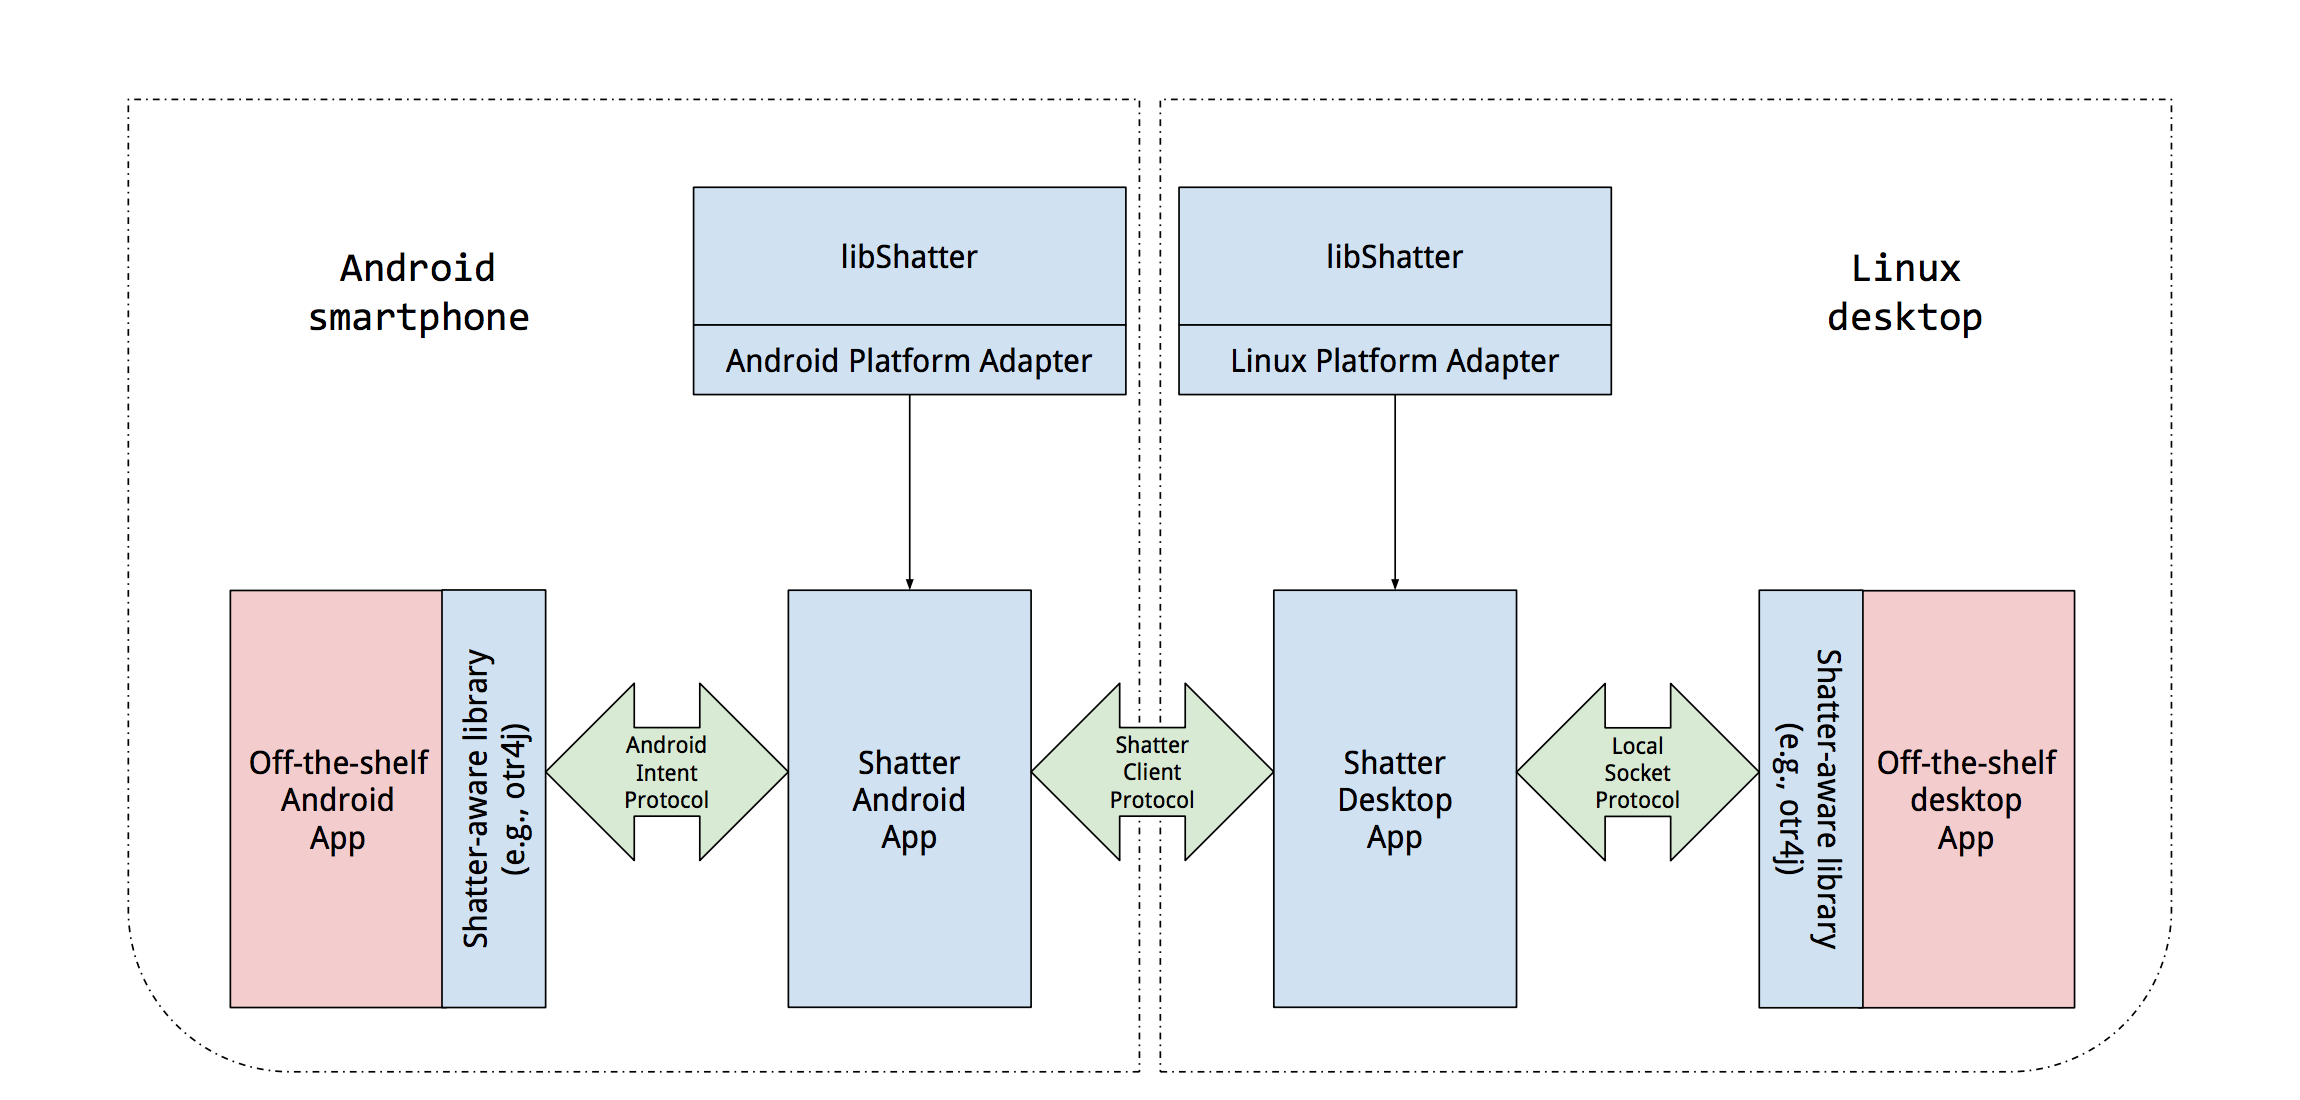 Android
smartphone
libShatter
Android Platform Adapter
libShatter
Linux Platform Adapter
Linux
desktop
Off-the-shelf
Android
App
Shatter-aware library
(e.g., otr4j)
Android
Intent
Protocol
Shatter
Android
App
Shatter
Client
Protocol
Shatter
Desktop
App
Local
Socket
Protocol
Shatter-aware library
(e.g., otr4j)
Off-the-shelf
desktop
App